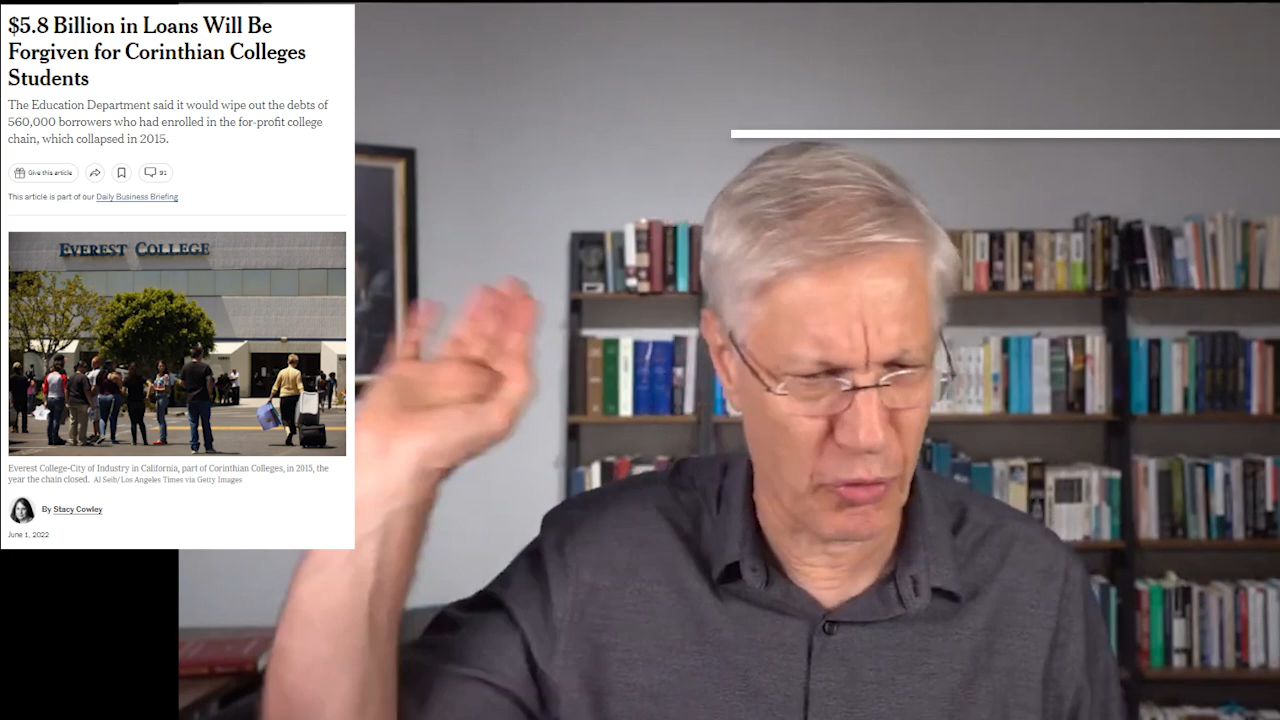 $5.8 Billion in Loans Will Be
Forgiven for Corinthian Colleges
Students
The Education Department said it would wipe out the debts of
560,000 borrowers who had enrolled in the for-profit college
chain, which collapsed in 2015.
Give this article
91
This article is part of our Daily Business Briefing
EVEREST COLLEGE
Everest College-City of Industry in California, part of Corinthian Colleges, in 2015, the
year the chain closed. Al Seib/Los Angeles Times via Getty Images
By Stacy Cowley
June 1, 2022